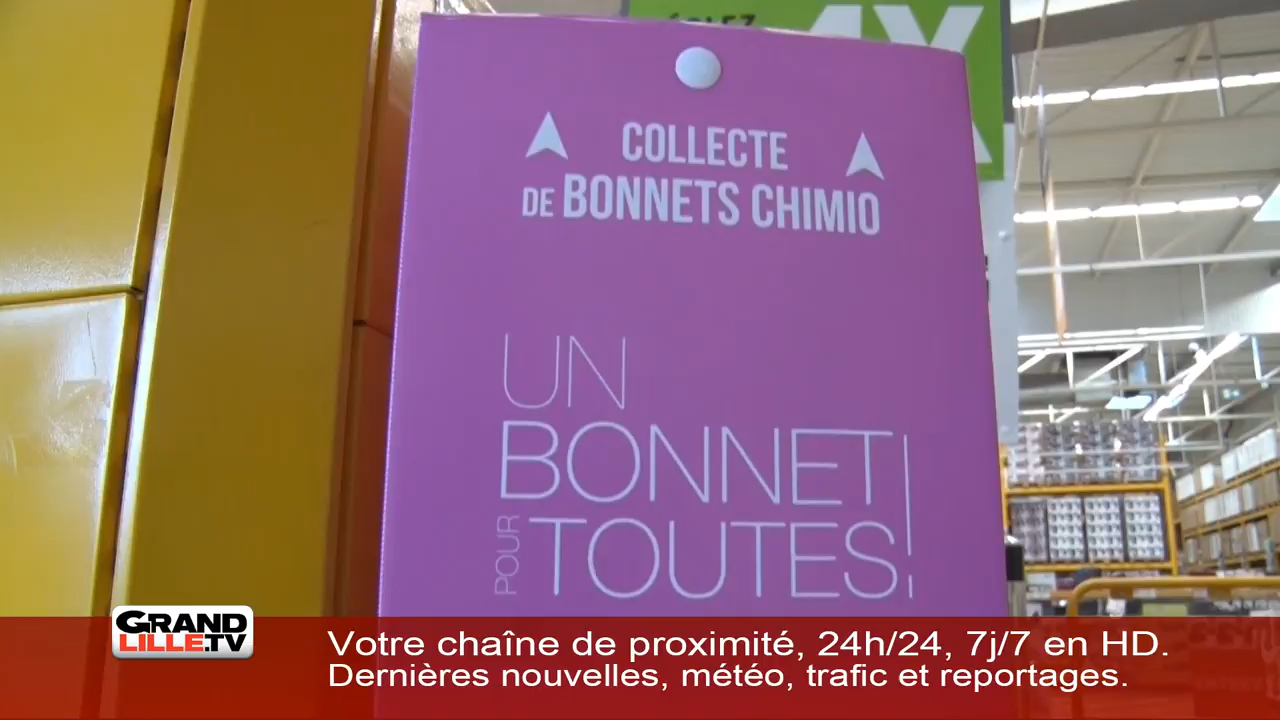 4X
COLLECTE
DE BONNETS CHIMIO
UN
BONNET
POUR TOUTES!
GRAND
LILLE.TV
Votre chaîne de proximité, 24h/24, 7j/7 en HD.
Dernières nouvelles, météo, trafic et reportages.